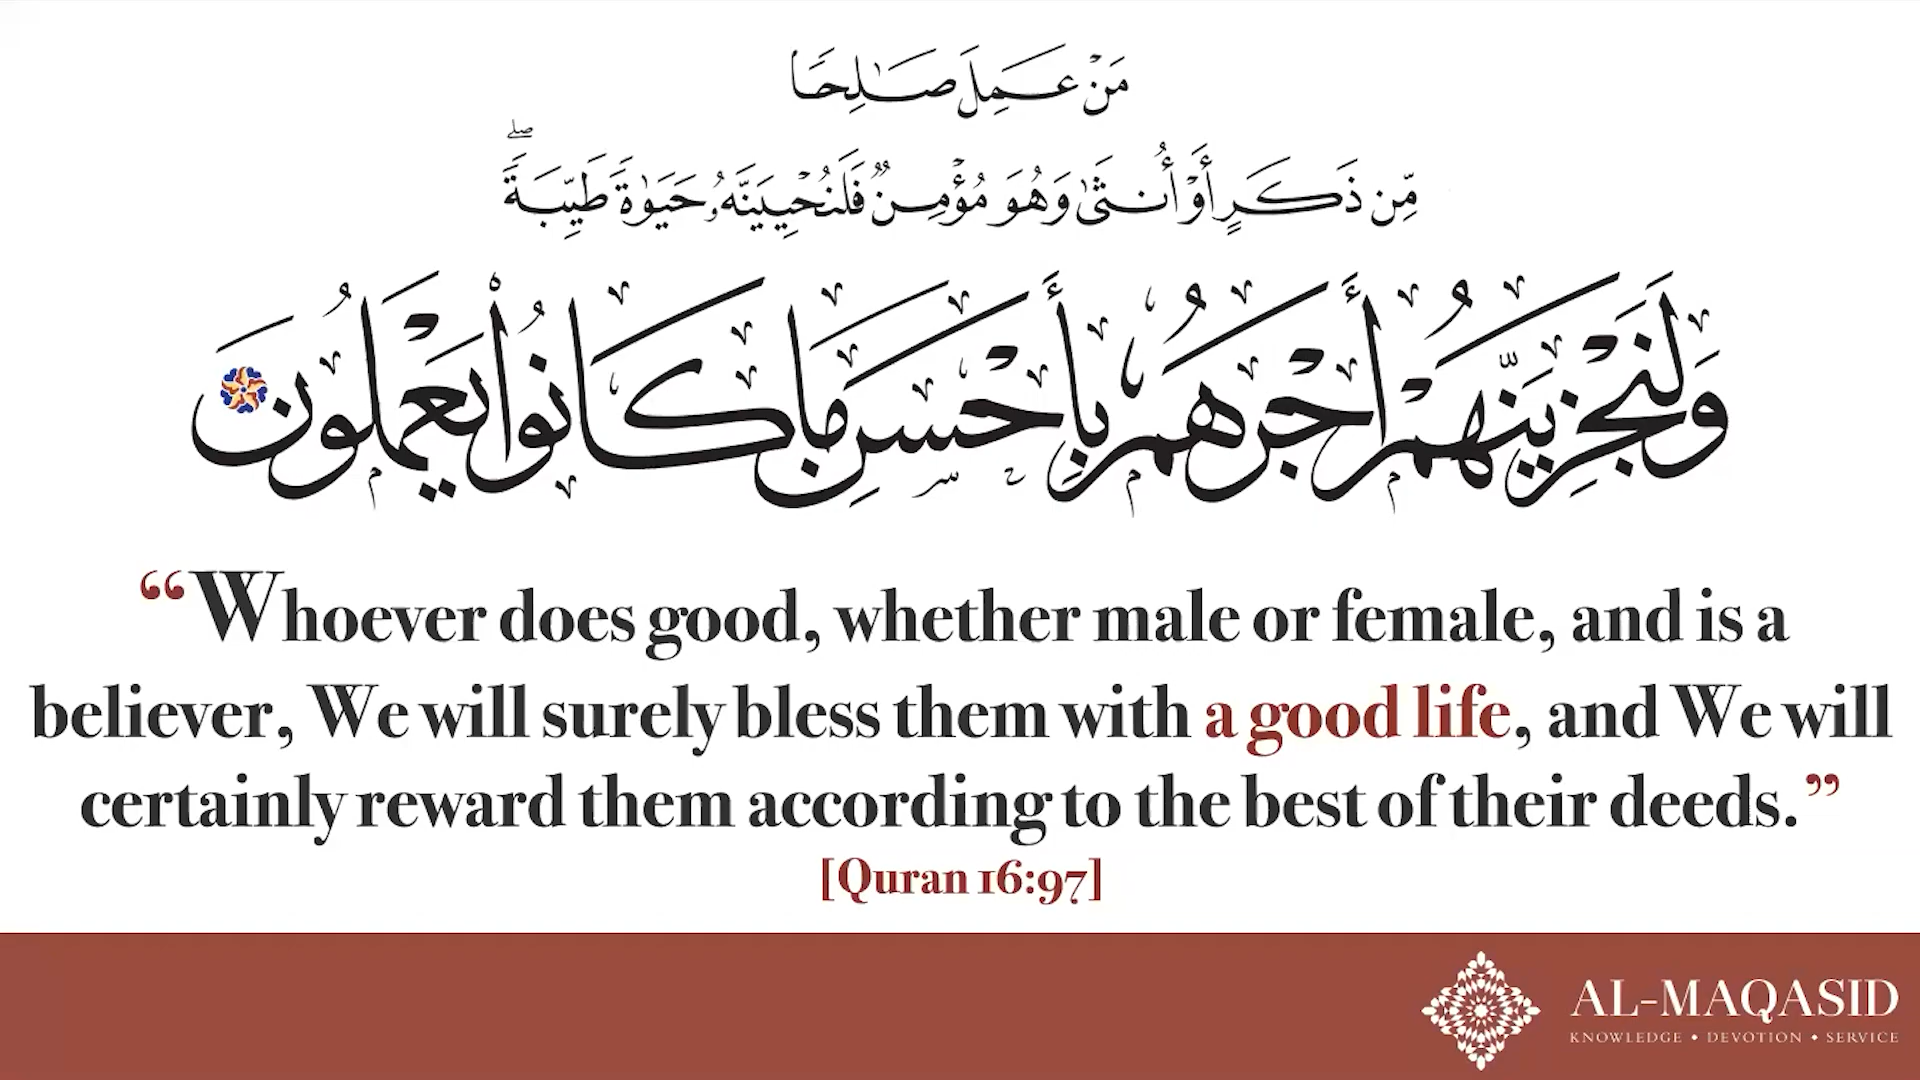 مَنْ عَمِلَ صَـٰلِحًا
مِّن ذَكَرٍ أَوْ أُنثَىٰ وَهُوَ مُؤْمِنٌ فَلَنُحْيِيَنَّهُۥ حَيَوٰةً طَيِّبَةً ۖ
وَلَنَجْزِيَنَّهُمْ أَجْرَهُم بِأَحْسَنِ مَا كَانُوا۟ يَعْمَلُونَ
“Whoever does good, whether male or female, and is a
believer, We will surely bless them with a good life, and We will
certainly reward them according to the best of their deeds.”
[Quran 16:97]
AL-MAQASID
KNOWLEDGE • DEVOTION • SERVICE